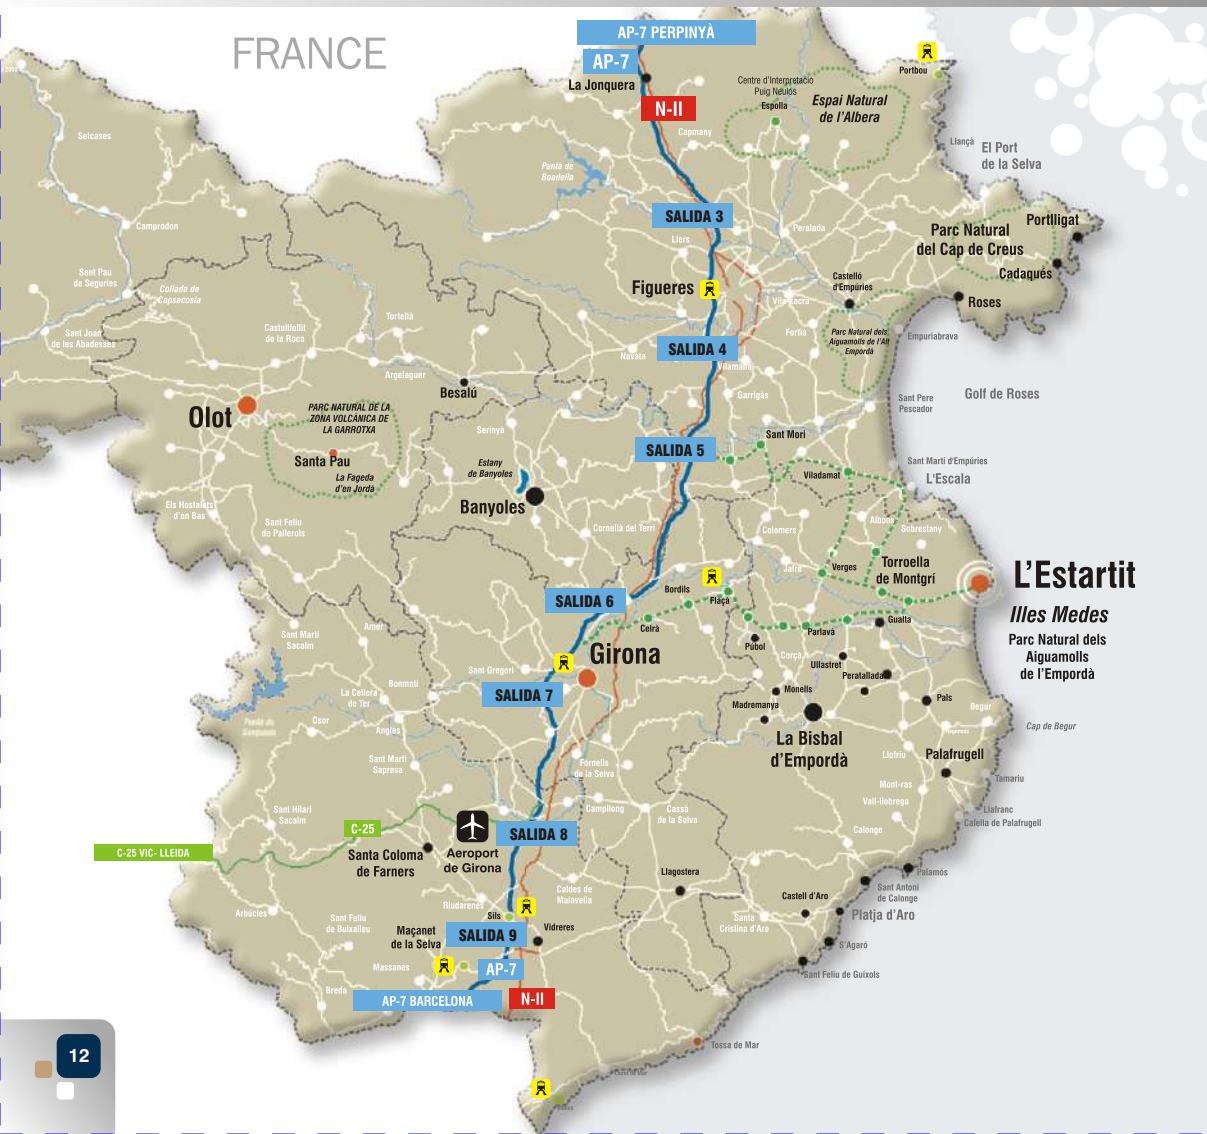 FRANCE
AP-7 PERPINYÀ
AP-7
La Jonquera
N-II
Capmany
Centre d'Interpretació
Puig Neulós
Espolla
Espai Natural
de l'Albera
Portbou
Llançà
El Port
de la Selva
Setcases
Pantà de
Boadella
SALIDA 3
Llers
Peralada
Parc Natural
del Cap de Creus
Portlligat
Cadaqués
Roses
Camprodon
Sant Pau
de Seguries
Collada de
Capsacosta
Figueres
Vila-sacra
Castelló
d'Empúries
Sant Joan
de les Abadesses
Castellfollit
de la Roca
Tortellà
Argelaguer
Navata
SALIDA 4
Vilamalla
Fortià
Parc Natural dels
Aiguamolls de l'Alt
Empordà
Empuriabrava
Golf de Roses
Besalú
Garrigàs
Sant Pere
Pescador
Olot
PARC NATURAL DE LA
ZONA VOLCÀNICA DE
LA GARROTXA
Santa Pau
La Fageda
d'en Jordà
Serinyà
Estany
de Banyoles
Banyoles
SALIDA 5
Sant Mori
Viladamat
Sant Martí d'Empúries
L'Escala
Els Hostalets
d'en Bas
Sant Feliu
de Pallerols
Cornellà del Terri
Colomers
Albons
Sobrestany
Jafre
Verges
Torroella
de Montgrí
L'Estartit
Illes Medes
Parc Natural dels
Aiguamolls
de l'Empordà
SALIDA 6
Bordils
Flaçà
Celrà
Gualta
Parlavà
Púbol
Sant Martí
Sacalm
Amer
Girona
Corçà
Ullastret
Peratallada
Sant Gregori
Bonmatí
SALIDA 7
Monells
Madremanya
Pals
Begur
La Cellera
de Ter
Osor
Anglès
La Bisbal
d'Empordà
Cap de Begur
Sant Martí
Sapresa
Fornells
de la Selva
Llofriu
Palafrugell
Tamariu
Mont-ras
Vall-llobrega
Llafranc
Calella de Palafrugell
Sant Hilari
Sacalm
Campllong
Cassà
de la Selva
Calonge
C-25
C-25 VIC- LLEIDA
Santa Coloma
de Farners
Aeroport
de Girona
SALIDA 8
Llagostera
Palamós
Caldes de
Malavella
Castell d'Aro
Sant Antoni
de Calonge
Platja d'Aro
Arbúcies
Sant Feliu
de Buixalleu
Riudarenes
Sils
Maçanet
de la Selva
SALIDA 9
Vidreres
Santa
Cristina d'Aro
S'Agaró
Sant Feliu de Guíxols
Massanes
AP-7
Breda
AP-7 BARCELONA
N-II
Tossa de Mar
12